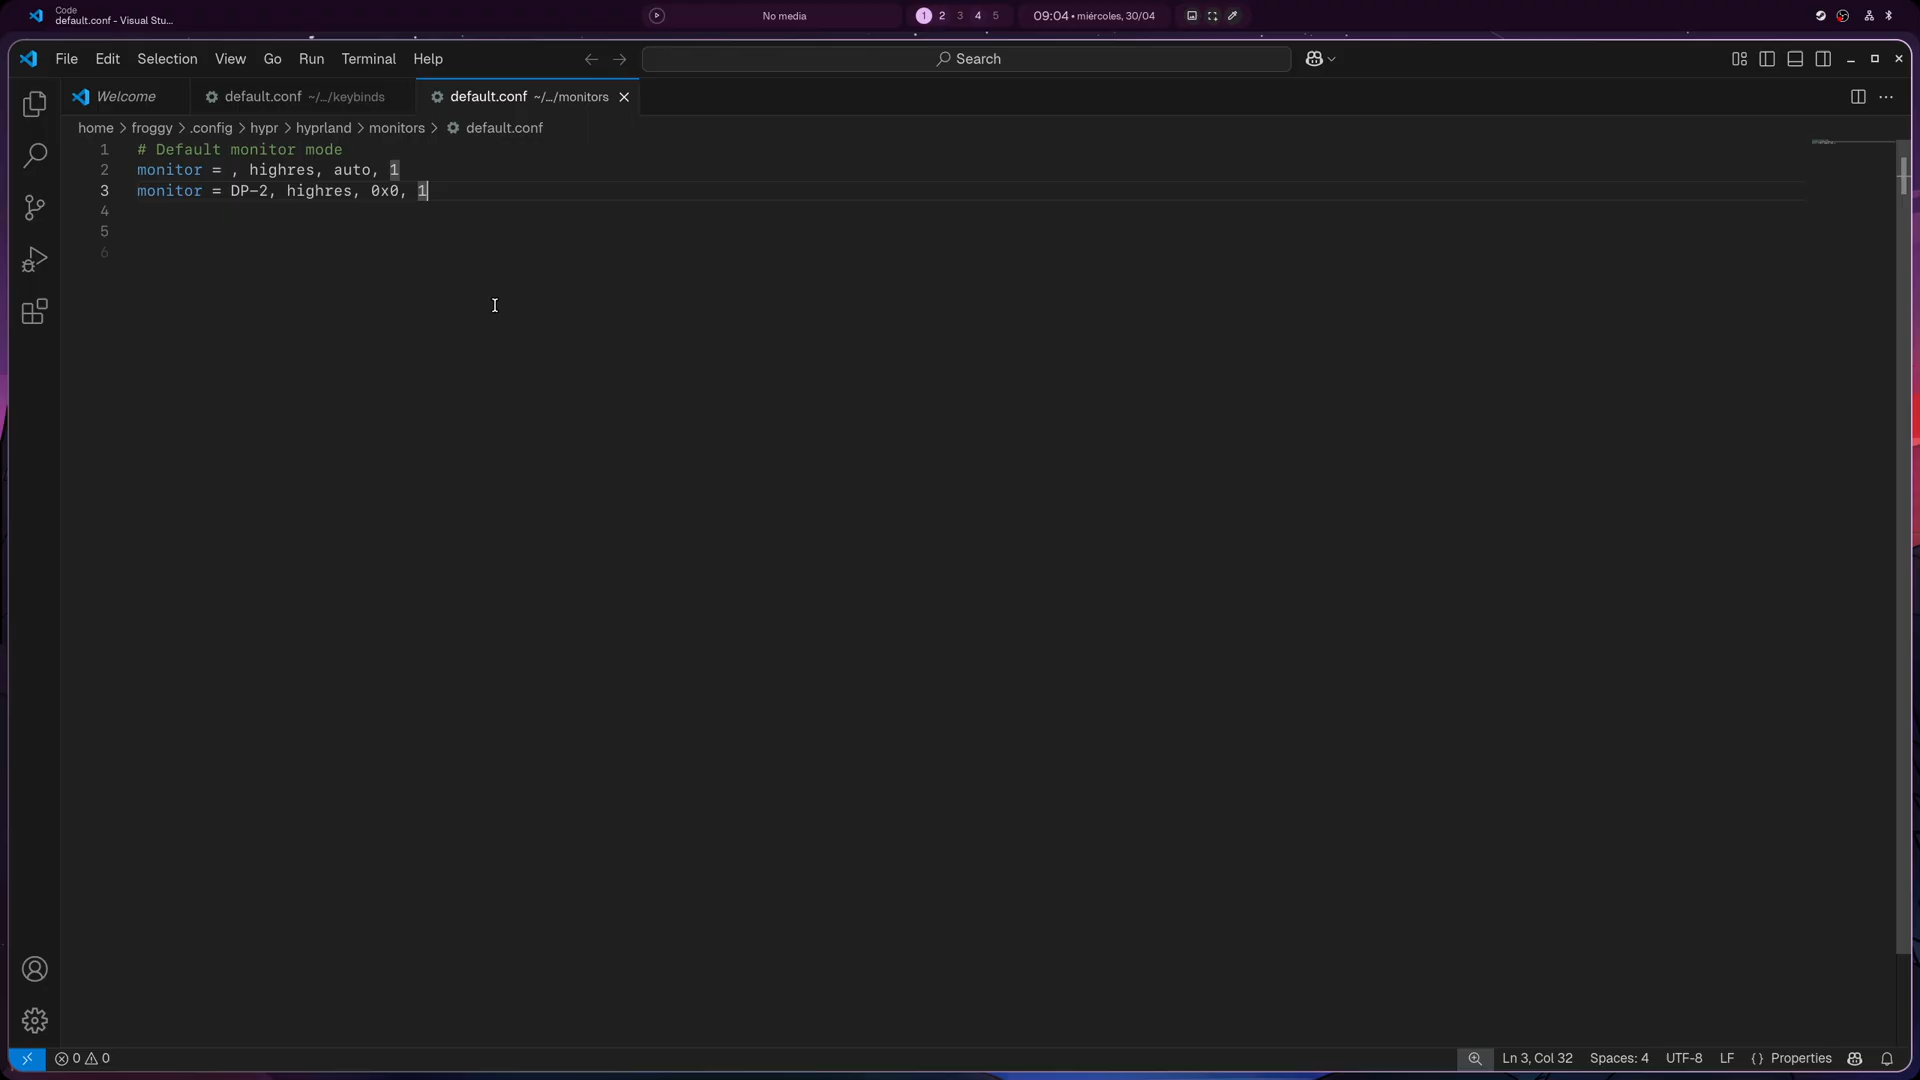 Code
default.conf - Visual Stu...
No media
1 2 3 4 5
09:04 • miércoles, 30/04
File Edit Selection View Go Run Terminal Help
Search
Welcome
default.conf ~/.../keybinds
default.conf ~/.../monitors
home > froggy > .config > hypr > hyprland > monitors > default.conf
1 # Default monitor mode
2 monitor = , highres, auto, 1
3 monitor = DP-2, highres, 0x0, 1
4
5
6
0 0
Ln 3, Col 32 Spaces: 4 UTF-8 LF {} Properties